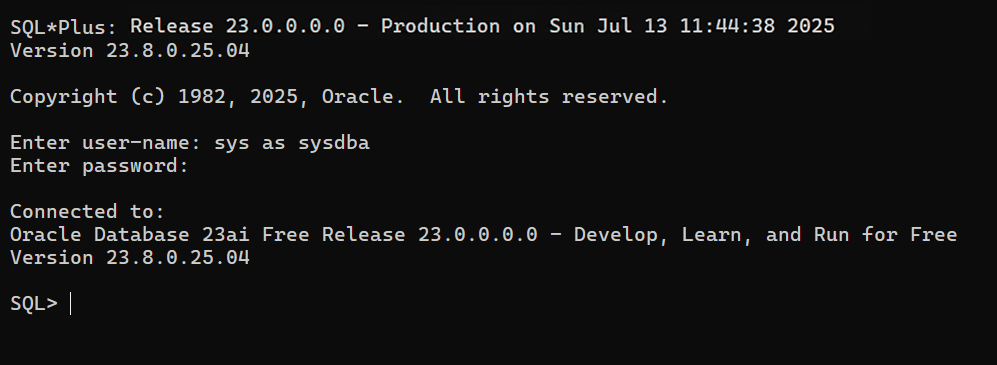 SQL*Plus: Release 23.0.0.0.0 - Production on Sun Jul 13 11:44:38 2025
Version 23.8.0.25.04
Copyright (c) 1982, 2025, Oracle.  All rights reserved.
Enter user-name: sys as sysdba
Enter password:
Connected to:
Oracle Database 23ai Free Release 23.0.0.0.0 - Develop, Learn, and Run for Free
Version 23.8.0.25.04
SQL>